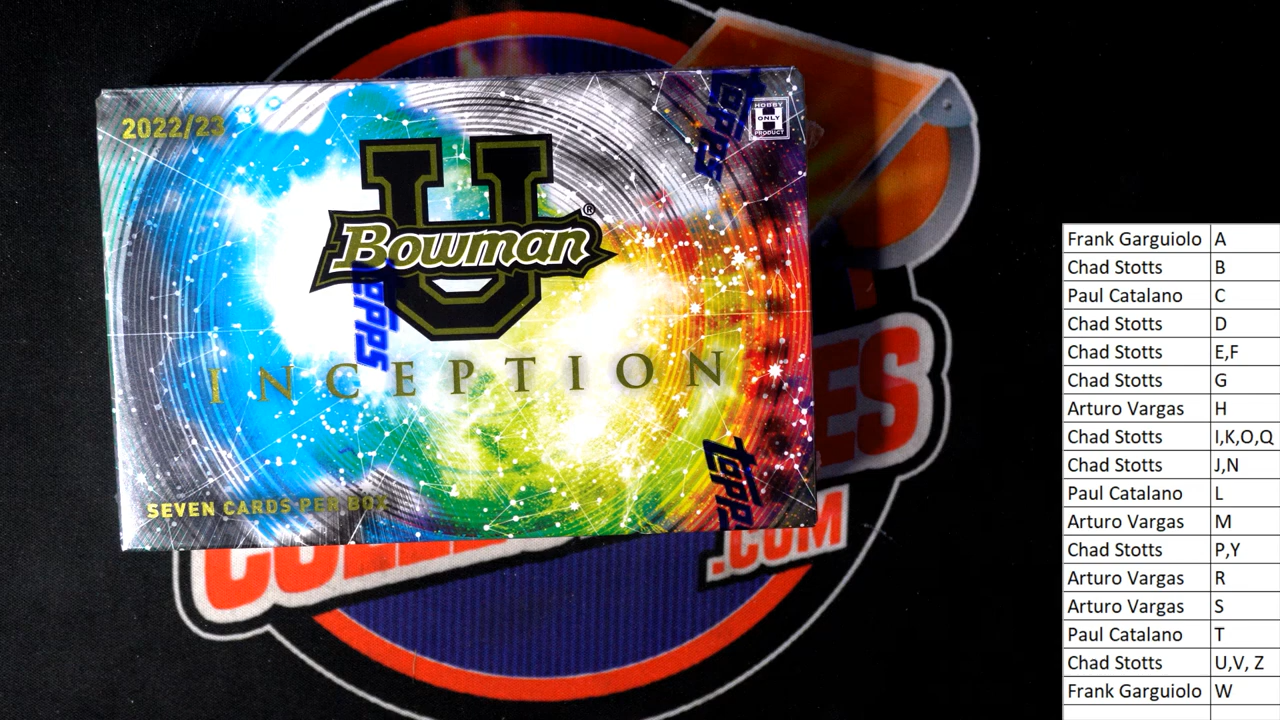 2022/23
HOBBY
ONLY
PRODUCT
topps
U
Bowman®
topps
INCEPTION
topps
SEVEN CARDS PER BOX
ES
.COM
Frank Garguiolo A
Chad Stotts B
Paul Catalano C
Chad Stotts D
Chad Stotts E,F
Chad Stotts G
Arturo Vargas H
Chad Stotts I,K,O,Q
Chad Stotts J,N
Paul Catalano L
Arturo Vargas M
Chad Stotts P,Y
Arturo Vargas R
Arturo Vargas S
Paul Catalano T
Chad Stotts U,V, Z
Frank Garguiolo W